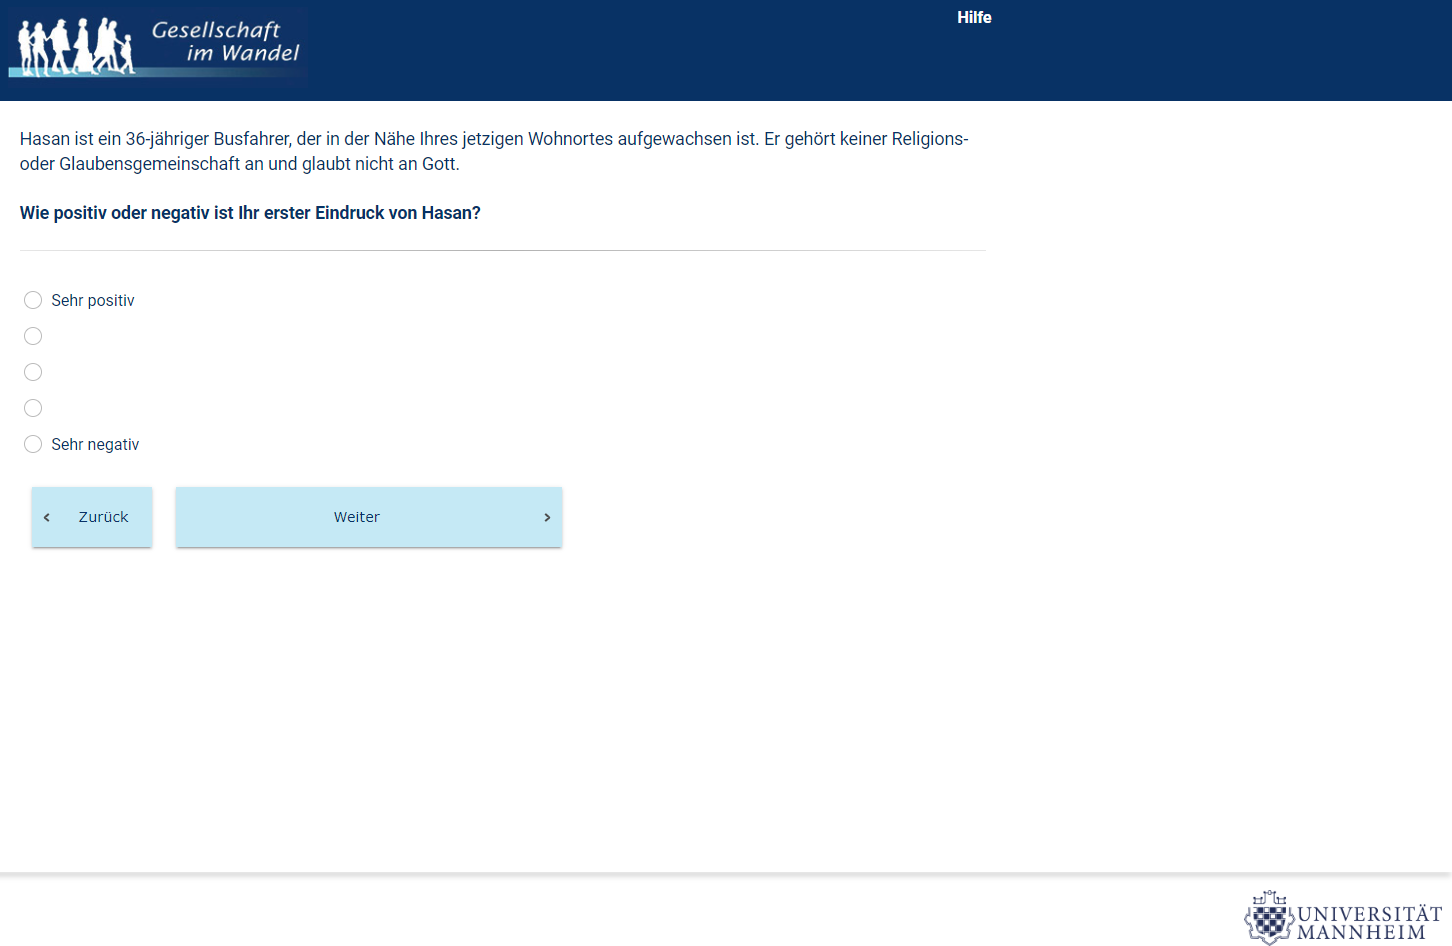 Gesellschaft
im Wandel
Hilfe
Hasan ist ein 36-jähriger Busfahrer, der in der Nähe Ihres jetzigen Wohnortes aufgewachsen ist. Er gehört keiner Religions-
oder Glaubensgemeinschaft an und glaubt nicht an Gott.
Wie positiv oder negativ ist Ihr erster Eindruck von Hasan?
Sehr positiv
Sehr negativ
‹ Zurück
Weiter ›
UNIVERSITÄT
MANNHEIM